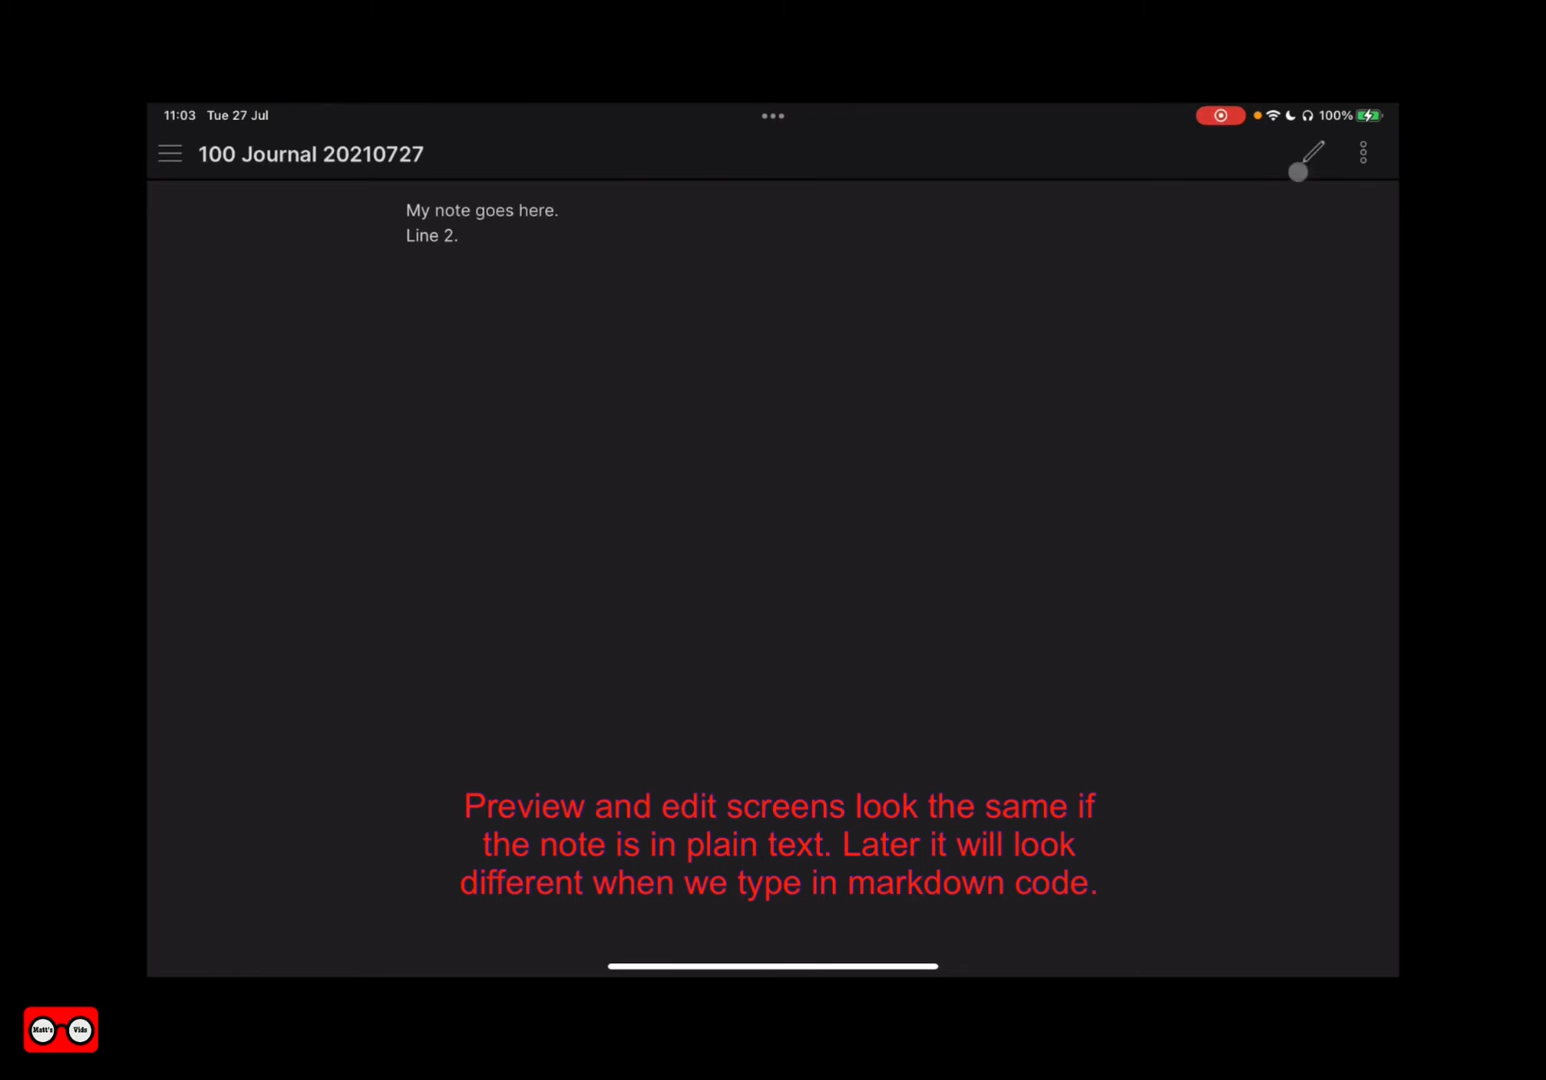 11:03 Tue 27 Jul
100%
100 Journal 20210727
My note goes here.
Line 2.
Preview and edit screens look the same if
the note is in plain text. Later it will look
different when we type in markdown code.
Matt's Vids